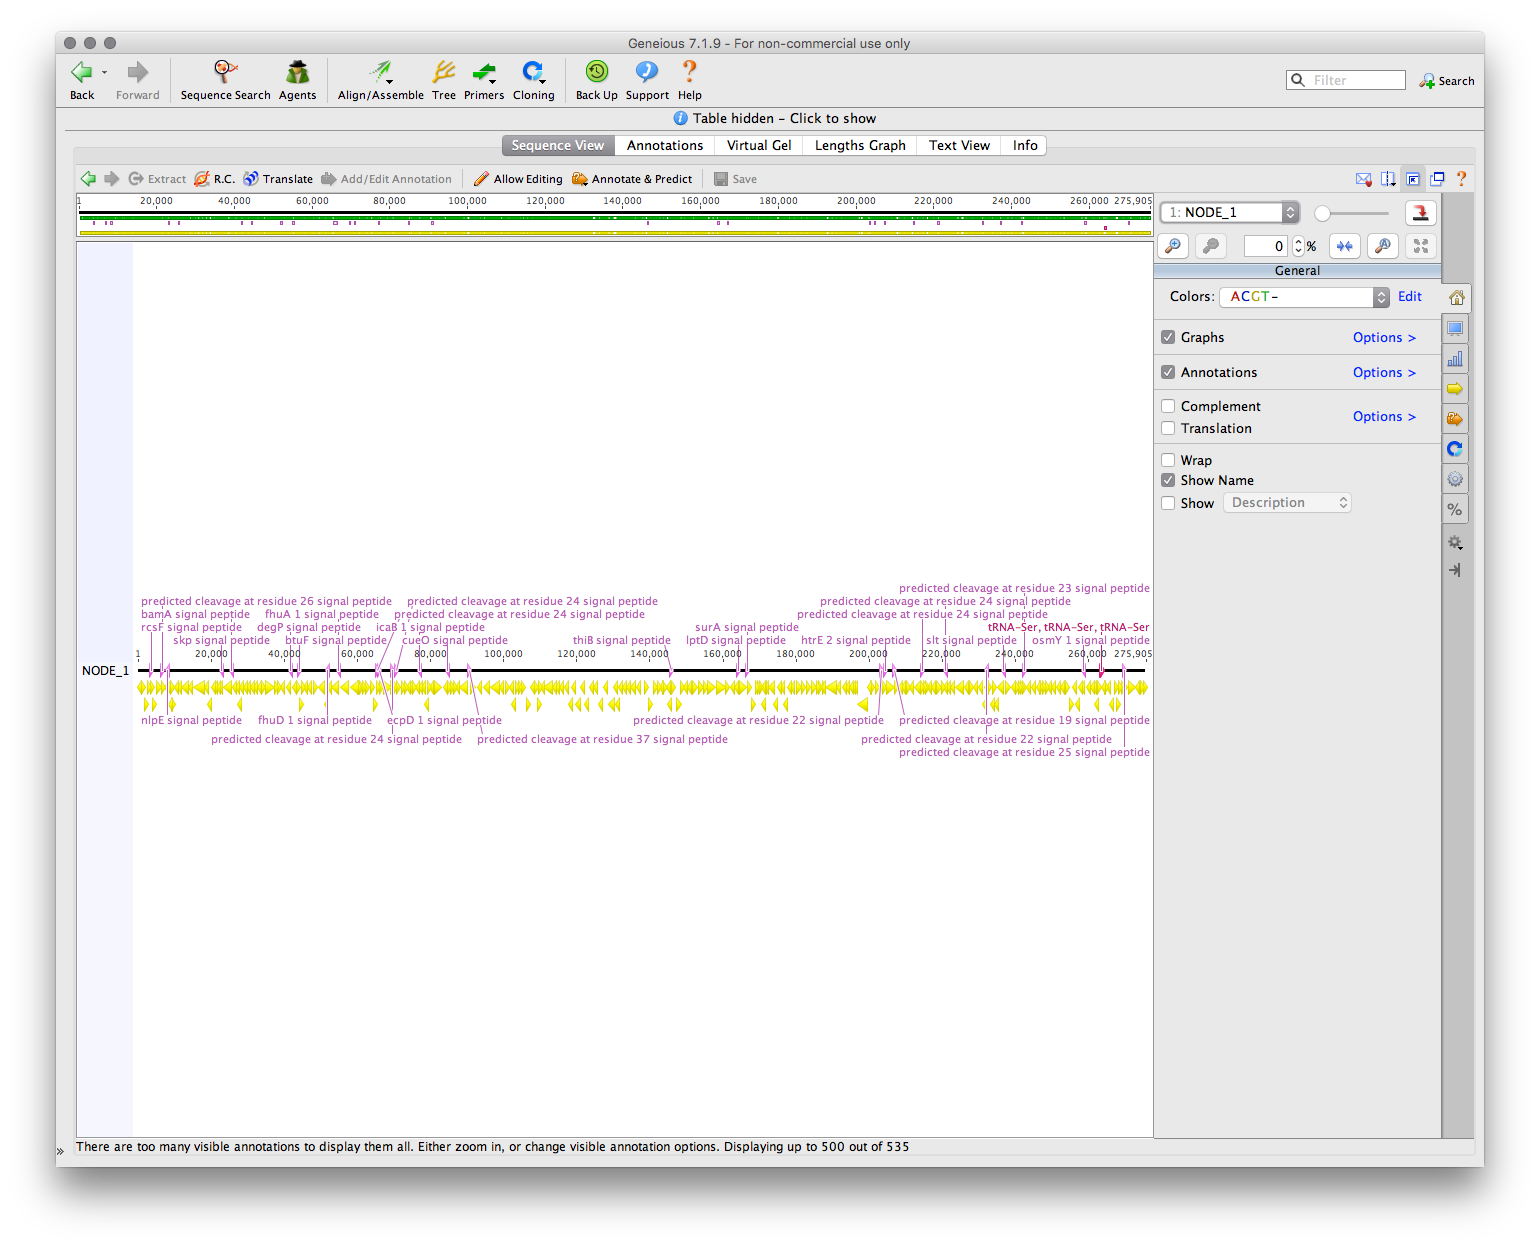 Geneious 7.1.9 - For non-commercial use only
Back Forward Sequence Search Agents Align/Assemble Tree Primers Cloning Back Up Support Help Filter Search
Table hidden - Click to show
Sequence View Annotations Virtual Gel Lengths Graph Text View Info
Extract R.C. Translate Add/Edit Annotation Allow Editing Annotate & Predict Save
1 20,000 40,000 60,000 80,000 100,000 120,000 140,000 160,000 180,000 200,000 220,000 240,000 260,000 275,905
1: NODE_1
0 %
General
Colors: ACGT- Edit
Graphs Options >
Annotations Options >
Complement
Options >
Translation
Wrap
Show Name
Show Description
%
predicted cleavage at residue 23 signal peptide
predicted cleavage at residue 26 signal peptide predicted cleavage at residue 24 signal peptide predicted cleavage at residue 24 signal peptide
bamA signal peptide fhuA 1 signal peptide predicted cleavage at residue 24 signal peptide predicted cleavage at residue 24 signal peptide
rcsF signal peptide degP signal peptide icaB 1 signal peptide surA signal peptide tRNA-Ser, tRNA-Ser, tRNA-Ser
skp signal peptide btuF signal peptide cueO signal peptide thiB signal peptide lptD signal peptide htrE 2 signal peptide slt signal peptide osmY 1 signal peptide
1 20,000 40,000 60,000 80,000 100,000 120,000 140,000 160,000 180,000 200,000 220,000 240,000 260,000 275,905
NODE_1
nlpE signal peptide fhuD 1 signal peptide ecpD 1 signal peptide predicted cleavage at residue 22 signal peptide predicted cleavage at residue 19 signal peptide
predicted cleavage at residue 24 signal peptide predicted cleavage at residue 37 signal peptide predicted cleavage at residue 22 signal peptide
predicted cleavage at residue 25 signal peptide
There are too many visible annotations to display them all. Either zoom in, or change visible annotation options. Displaying up to 500 out of 535